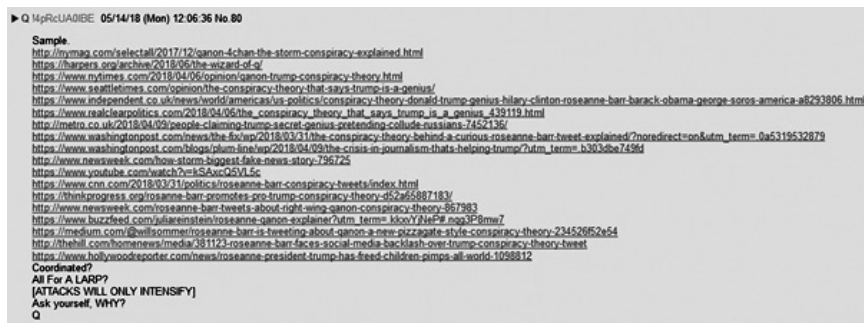 ▶ Q !4pRcUA0lBE 05/14/18 (Mon) 12:06:36 No.80
Sample.
http://nymag.com/selectall/2017/12/qanon-4chan-the-storm-conspiracy-explained.html
https://harpers.org/archive/2018/06/the-wizard-of-q/
https://www.nytimes.com/2018/04/06/opinion/qanon-trump-conspiracy-theory.html
https://www.seattletimes.com/opinion/the-conspiracy-theory-that-says-trump-is-a-genius/
https://www.independent.co.uk/news/world/americas/us-politics/conspiracy-theory-donald-trump-genius-hilary-clinton-roseanne-barr-barack-obama-george-soros-america-a8293806.html
https://www.realclearpolitics.com/2018/04/06/the_conspiracy_theory_that_says_trump_is_a_genius_439119.html
http://metro.co.uk/2018/04/09/people-claiming-trump-secret-genius-pretending-collude-russians-7452136/
https://www.washingtonpost.com/news/the-fix/wp/2018/03/31/the-conspiracy-theory-behind-a-curious-roseanne-barr-tweet-explained/?noredirect=on&utm_term=.0a5319532879
https://www.washingtonpost.com/blogs/plum-line/wp/2018/04/09/the-crisis-in-journalism-thats-helping-trump/?utm_term=.b303dbe749fd
http://www.newsweek.com/how-storm-biggest-fake-news-story-796725
https://www.youtube.com/watch?v=kSAxcQ5VL5c
https://www.cnn.com/2018/03/31/politics/roseanne-barr-conspiracy-tweets/index.html
https://thinkprogress.org/rosanne-barr-promotes-pro-trump-conspiracy-theory-d52a65887183/
http://www.newsweek.com/roseanne-barr-tweets-about-right-wing-qanon-conspiracy-theory-867983
https://www.buzzfeed.com/juliareinstein/roseanne-qanon-explainer?utm_term=.kkxvYjNeP#.nqg3P8mw7
https://medium.com/@willsommer/roseanne-barr-is-tweeting-about-qanon-a-new-pizzagate-style-conspiracy-theory-234526f52e54
http://thehill.com/homenews/media/381123-roseanne-barr-faces-social-media-backlash-over-trump-conspiracy-theory-tweet
https://www.hollywoodreporter.com/news/roseanne-president-trump-has-freed-children-pimps-all-world-1098812
Coordinated?
All For A LARP?
[ATTACKS WILL ONLY INTENSIFY]
Ask yourself, WHY?
Q